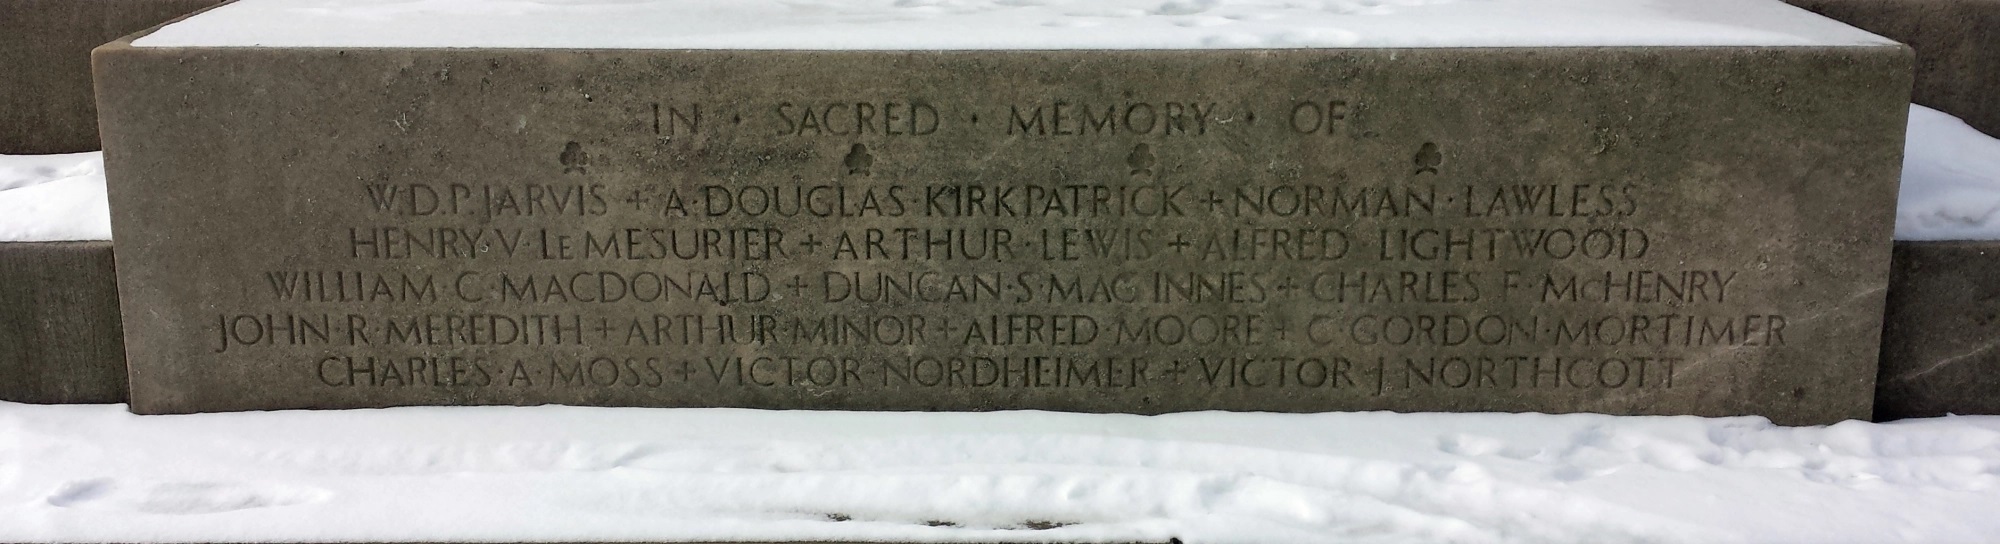 IN · SACRED · MEMORY · OF
W.D.P. JARVIS + A·DOUGLAS·KIRKPATRICK + NORMAN·LAWLESS
HENRY·V·LE MESURIER + ARTHUR·LEWIS + ALFRED LIGHTWOOD
WILLIAM·C·MACDONALD + DUNCAN·S·MAC INNES + CHARLES F·MCHENRY
JOHN·R·MEREDITH + ARTHUR·MINOR + ALFRED·MOORE + C·GORDON·MORTIMER
CHARLES·A·MOSS + VICTOR·NORDHEIMER + VICTOR·J·NORTHCOTT